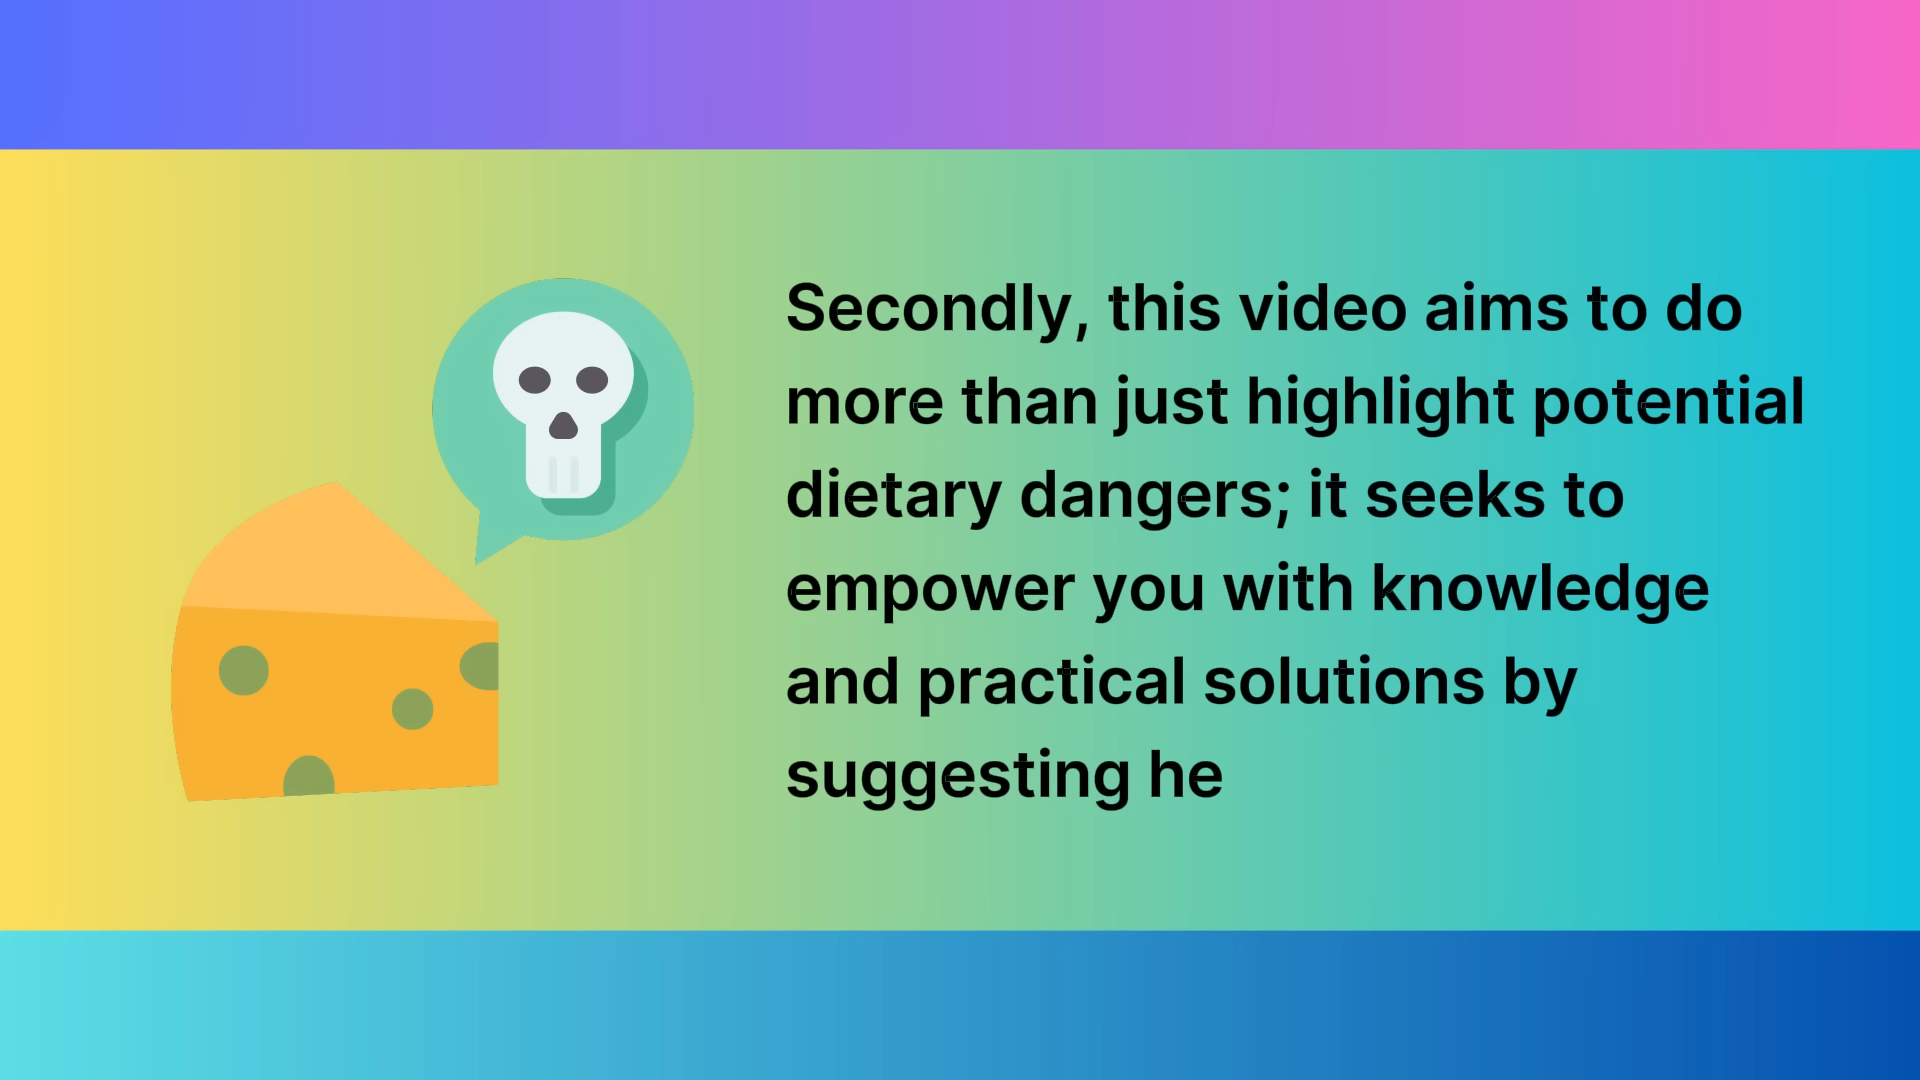 Secondly, this video aims to do
more than just highlight potential
dietary dangers; it seeks to
empower you with knowledge
and practical solutions by
suggesting he